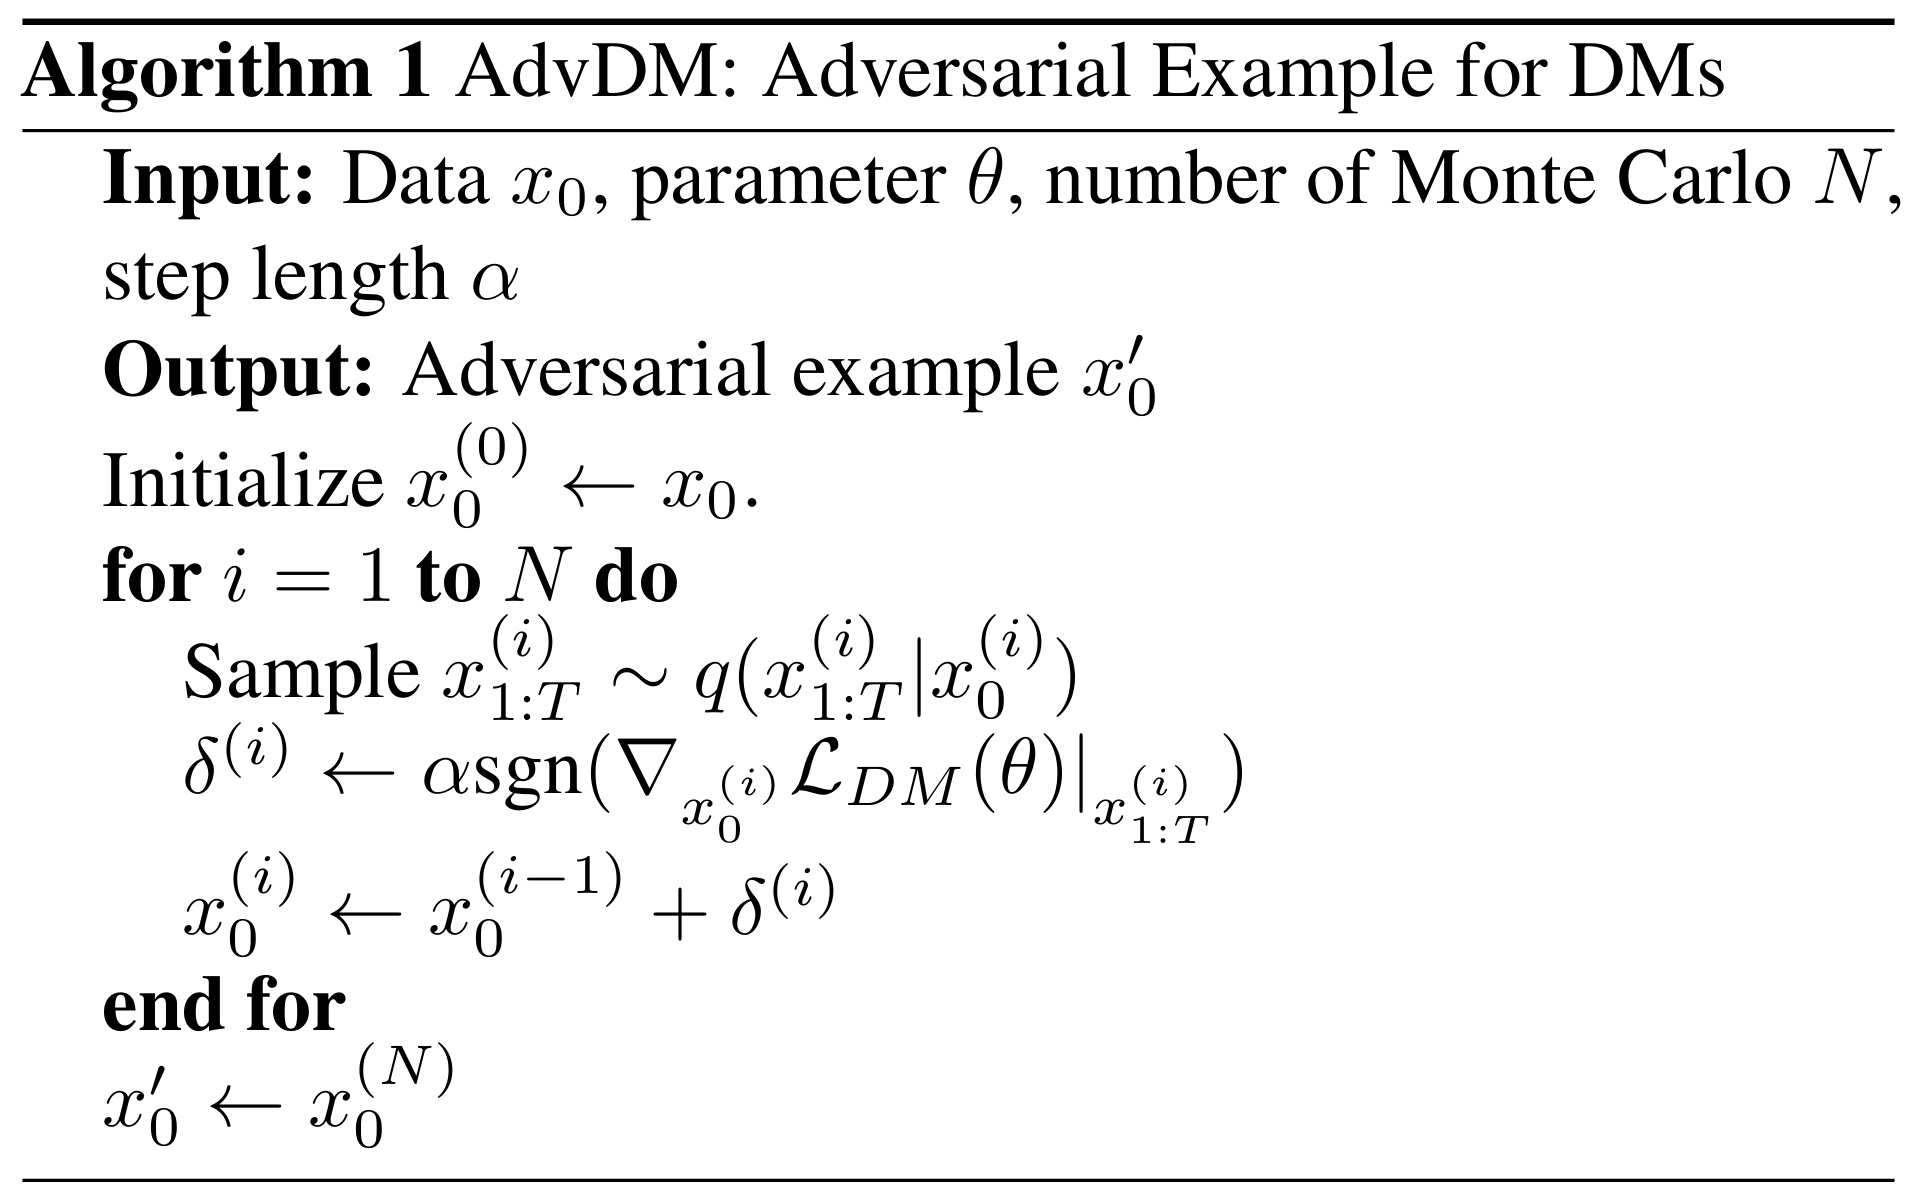 Algorithm 1 AdvDM: Adversarial Example for DMs
Input: Data $x_0$, parameter $\theta$, number of Monte Carlo $N$,
step length $\alpha$
Output: Adversarial example $x_0'$
Initialize $x_0^{(0)} \leftarrow x_0$.
for $i = 1$ to $N$ do
Sample $x_{1:T}^{(i)} \sim q(x_{1:T}^{(i)}|x_0^{(i)})$
$\delta^{(i)} \leftarrow \alpha \text{sgn}(\nabla_{x_0^{(i)}} \mathcal{L}_{DM}(\theta)|_{x_{1:T}^{(i)}})$
$x_0^{(i)} \leftarrow x_0^{(i-1)} + \delta^{(i)}$
end for
$x_0' \leftarrow x_0^{(N)}$